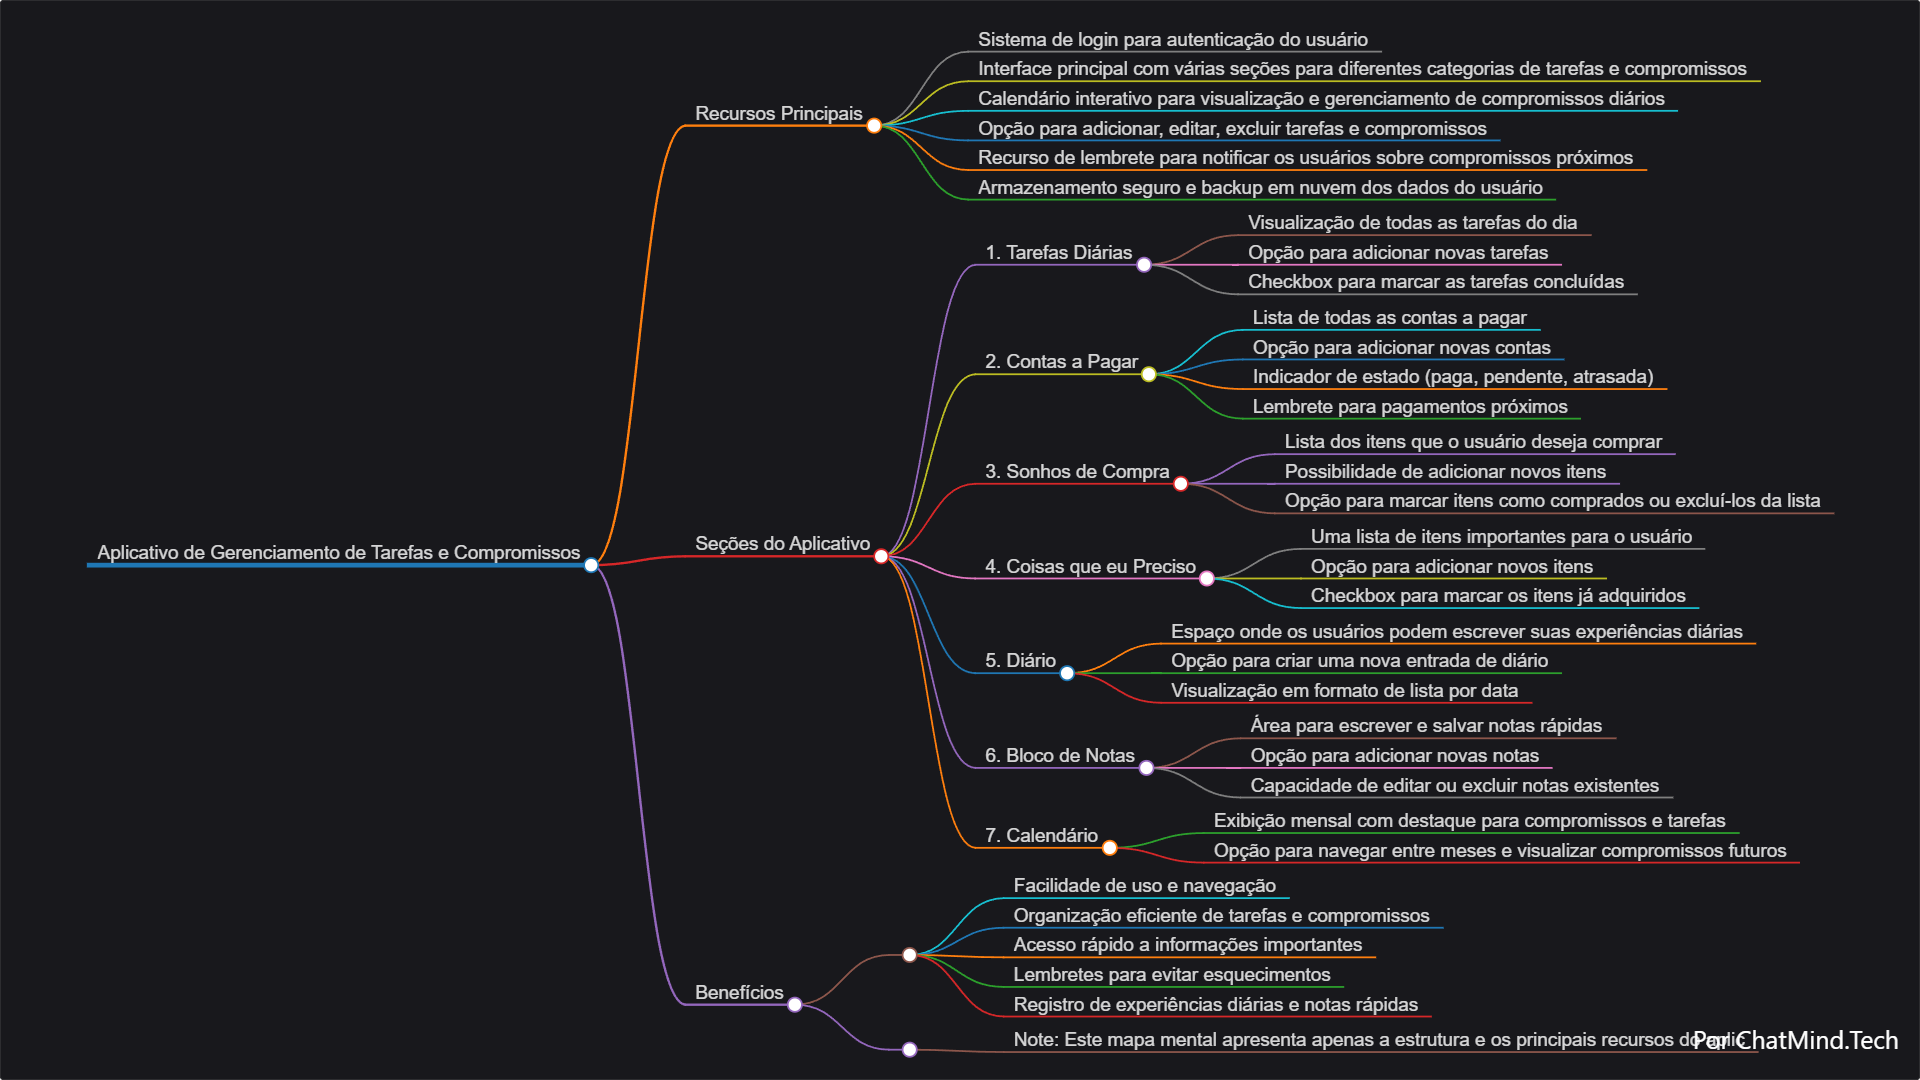 Aplicativo de Gerenciamento de Tarefas e Compromissos
Recursos Principais
Sistema de login para autenticação do usuário
Interface principal com várias seções para diferentes categorias de tarefas e compromissos
Calendário interativo para visualização e gerenciamento de compromissos diários
Opção para adicionar, editar, excluir tarefas e compromissos
Recurso de lembrete para notificar os usuários sobre compromissos próximos
Armazenamento seguro e backup em nuvem dos dados do usuário
Seções do Aplicativo
1. Tarefas Diárias
Visualização de todas as tarefas do dia
Opção para adicionar novas tarefas
Checkbox para marcar as tarefas concluídas
2. Contas a Pagar
Lista de todas as contas a pagar
Opção para adicionar novas contas
Indicador de estado (paga, pendente, atrasada)
Lembrete para pagamentos próximos
3. Sonhos de Compra
Lista dos itens que o usuário deseja comprar
Possibilidade de adicionar novos itens
Opção para marcar itens como comprados ou excluí-los da lista
4. Coisas que eu Preciso
Uma lista de itens importantes para o usuário
Opção para adicionar novos itens
Checkbox para marcar os itens já adquiridos
5. Diário
Espaço onde os usuários podem escrever suas experiências diárias
Opção para criar uma nova entrada de diário
Visualização em formato de lista por data
6. Bloco de Notas
Área para escrever e salvar notas rápidas
Opção para adicionar novas notas
Capacidade de editar ou excluir notas existentes
7. Calendário
Exibição mensal com destaque para compromissos e tarefas
Opção para navegar entre meses e visualizar compromissos futuros
Benefícios
Facilidade de uso e navegação
Organização eficiente de tarefas e compromissos
Acesso rápido a informações importantes
Lembretes para evitar esquecimentos
Registro de experiências diárias e notas rápidas
Note: Este mapa mental apresenta apenas a estrutura e os principais recursos do
Por ChatMind.Tech